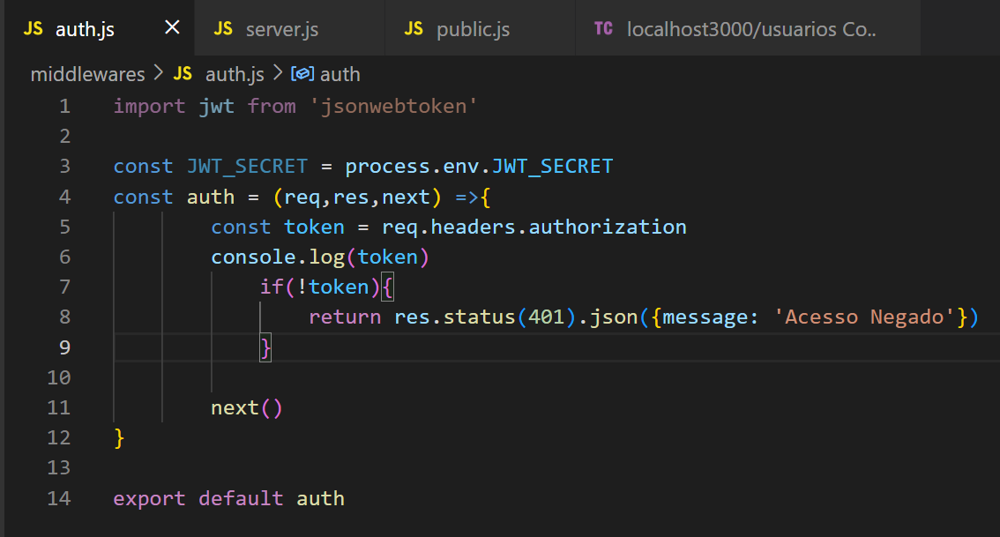 JS auth.js × JS server.js JS public.js TC localhost3000/usuarios Co..
middlewares > JS auth.js > auth
1 import jwt from 'jsonwebtoken'
2
3 const JWT_SECRET = process.env.JWT_SECRET
4 const auth = (req,res,next) =>{
5 const token = req.headers.authorization
6 console.log(token)
7 if(!token){
8 return res.status(401).json({message: 'Acesso Negado'})
9 }
10
11 next()
12 }
13
14 export default auth